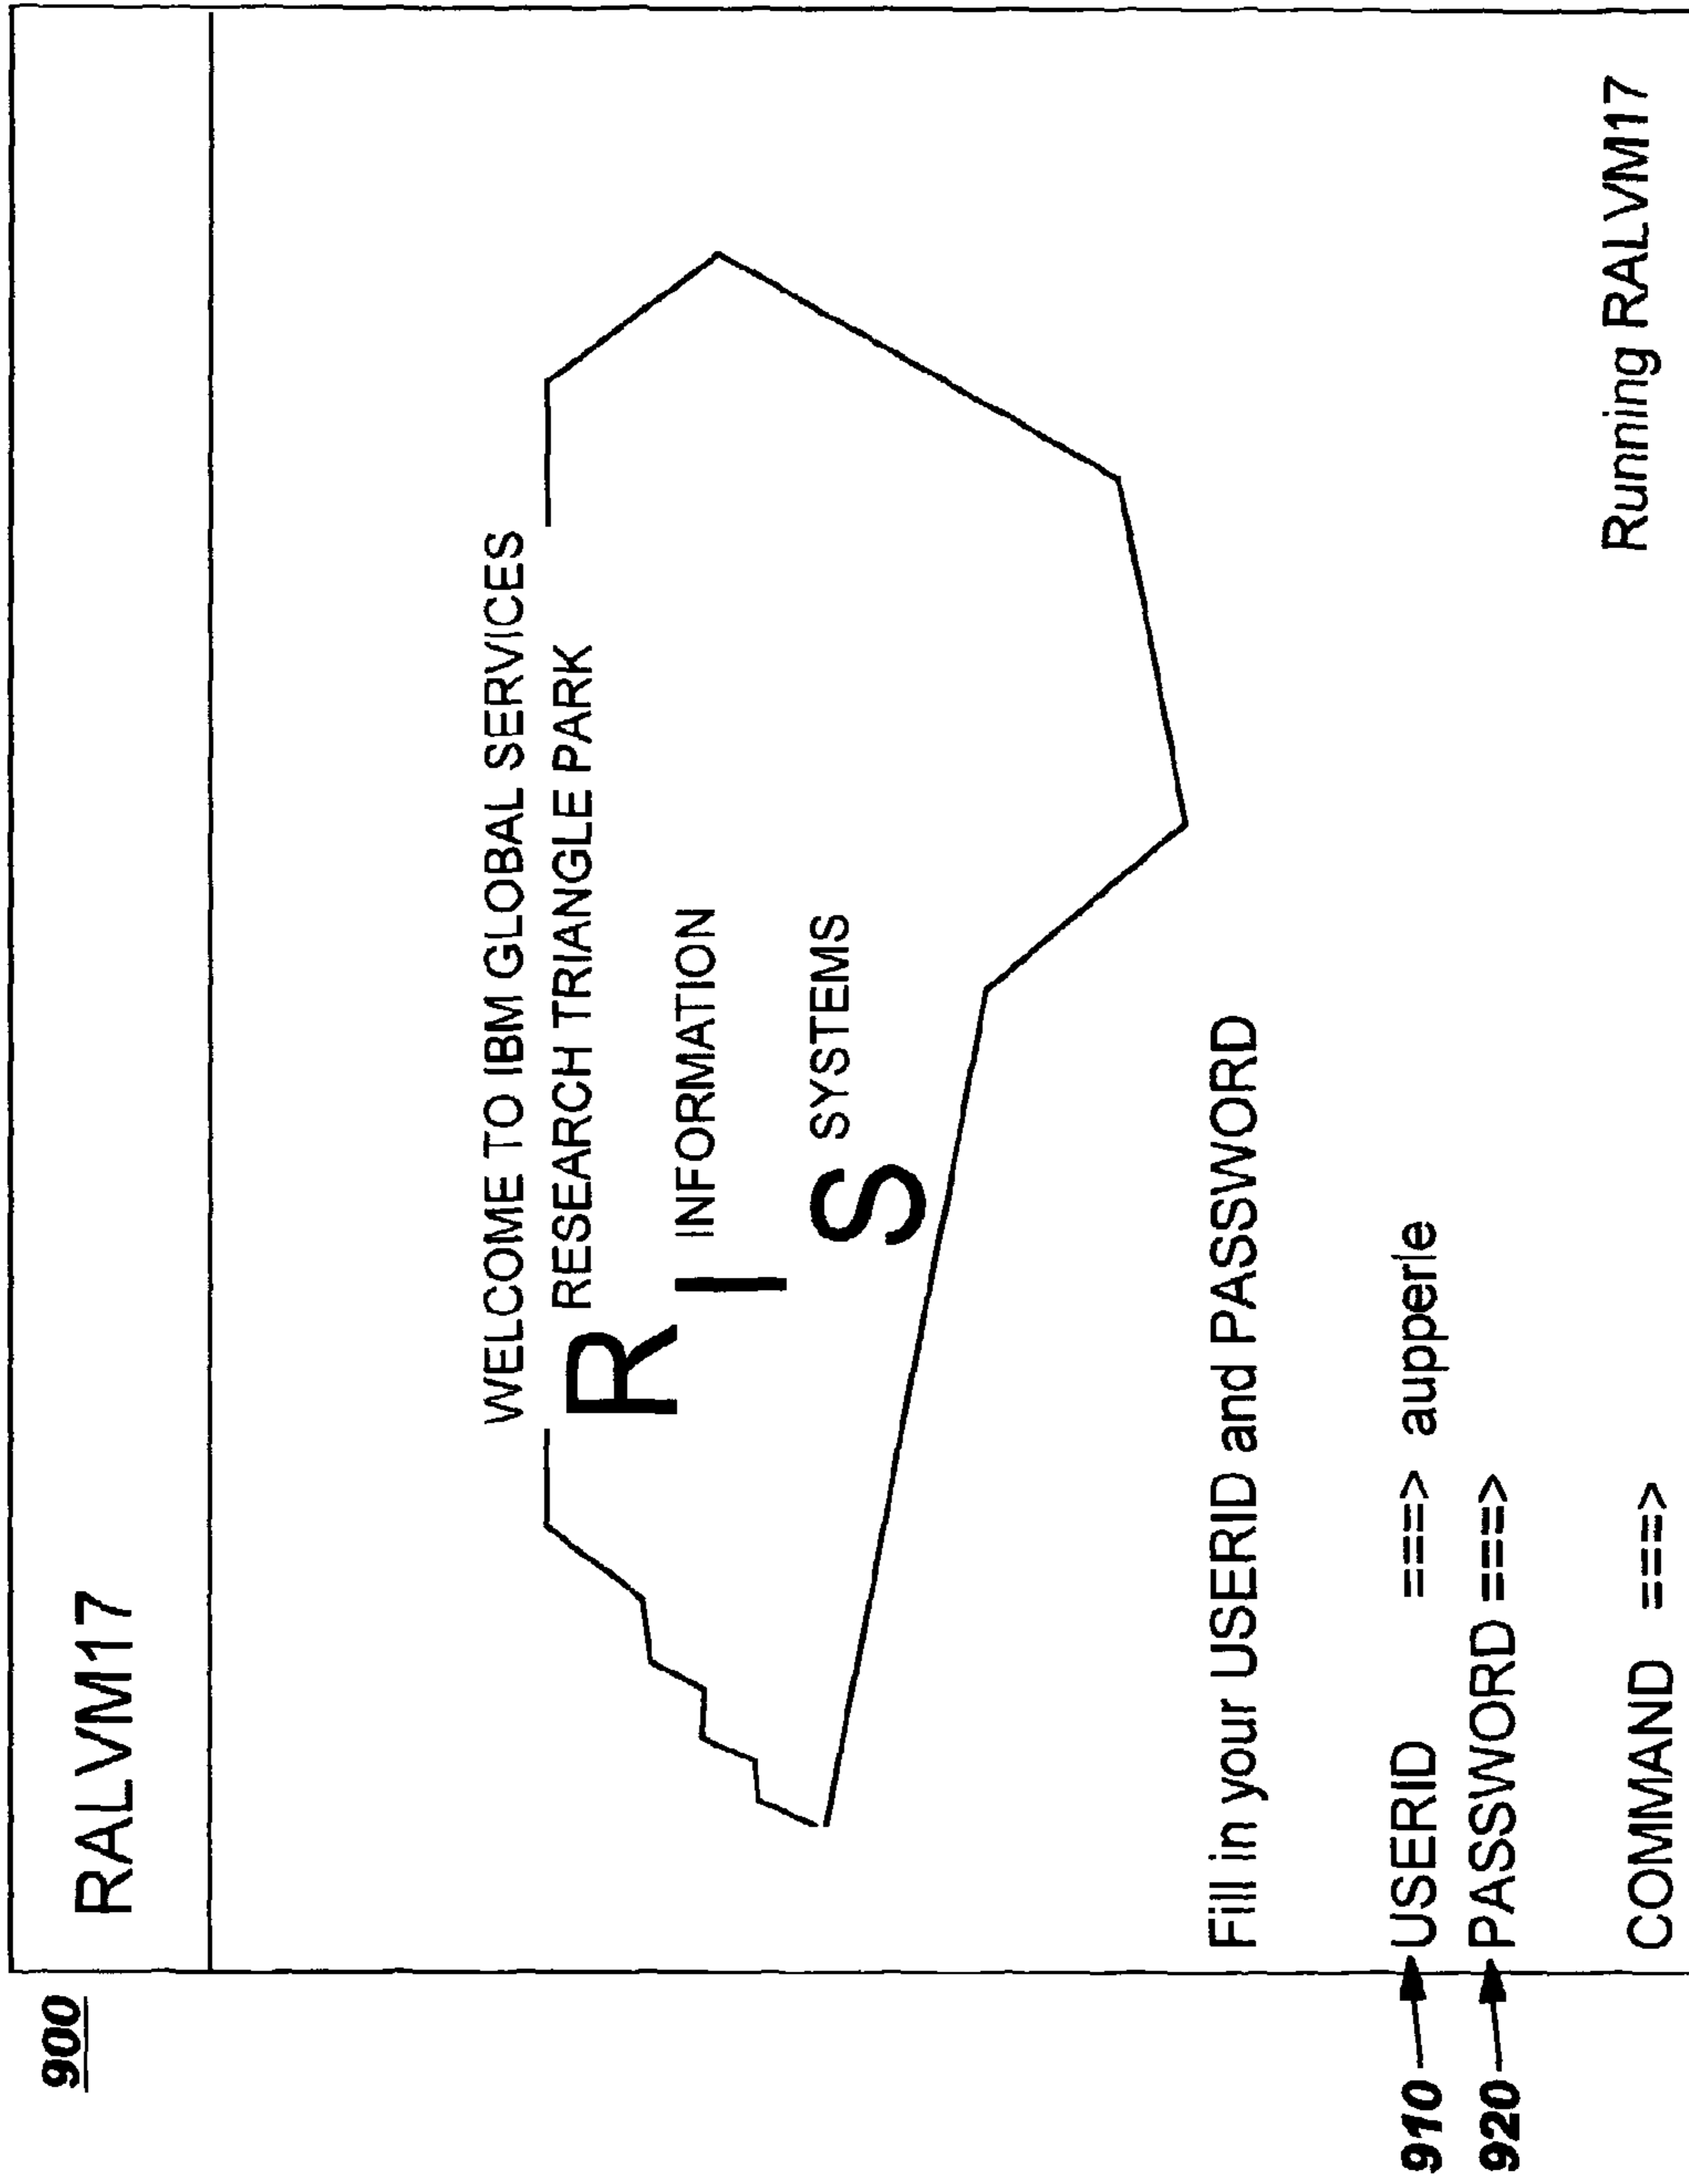 900
RALVM17
WELCOME TO IBM GLOBAL SERVICES
R RESEARCH TRIANGLE PARK
I INFORMATION
S SYSTEMS
Fill in your USERID and PASSWORD
910 USERID ===> aupperle
920 PASSWORD ===>
COMMAND ===>
Running RALVM17